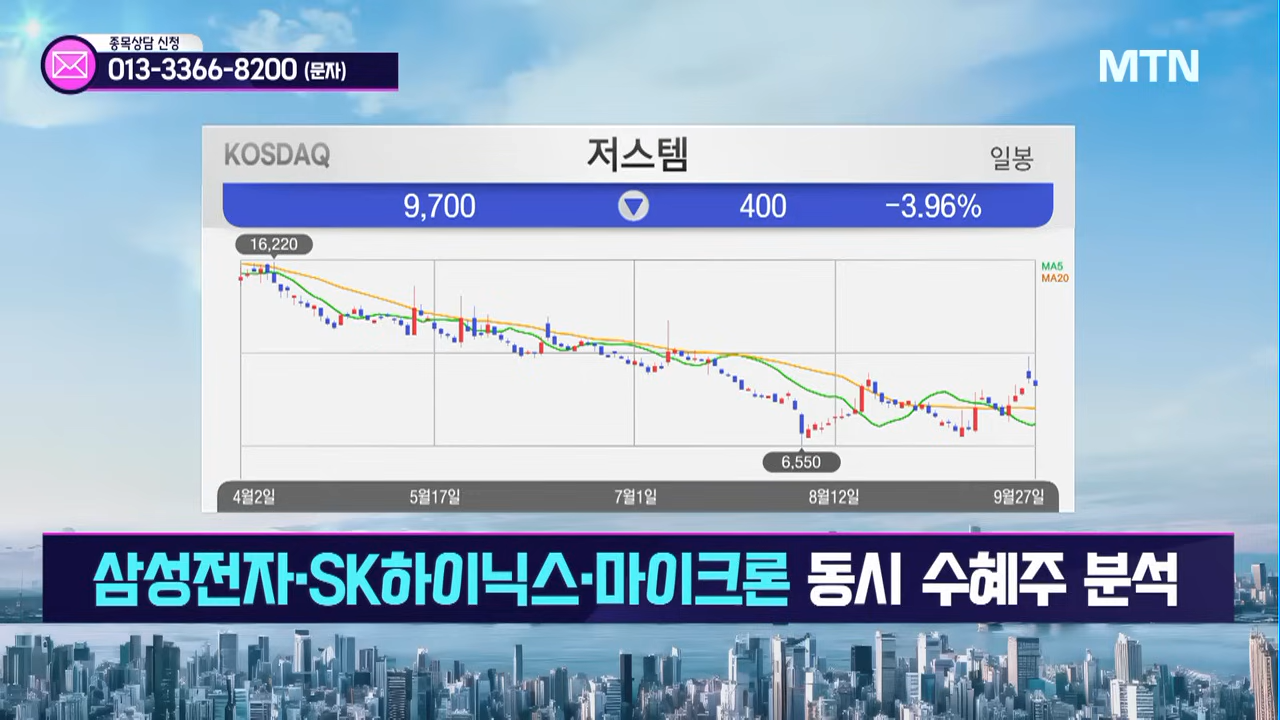 종목상담 신청
013-3366-8200 (문자)
MTN
KOSDAQ
저스템
일봉
9,700 ▽ 400 -3.96%
16,220
MA5
MA20
6,550
4월2일 5월17일 7월1일 8월12일 9월27일
삼성전자·SK하이닉스·마이크론 동시 수혜주 분석